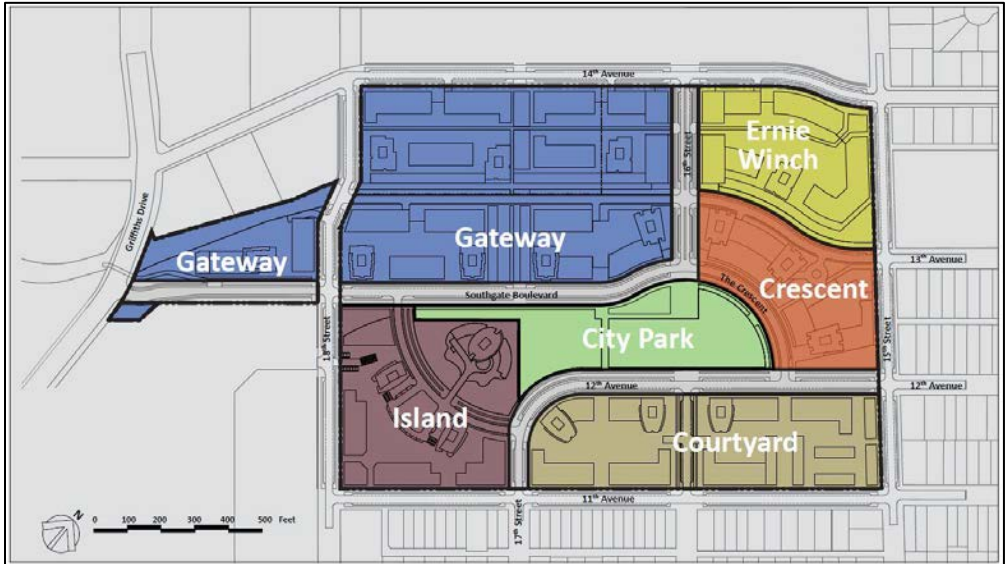 14th Avenue
Ernie
Winch
16th Street
Griffiths Drive
Gateway
Gateway
13th Avenue
Crescent
The Crescent
Southgate Boulevard
City Park
18th Street
15th Street
12th Avenue
12th Avenue
Island
Courtyard
11th Avenue
17th Street
N
0 100 200 300 400 500 Feet